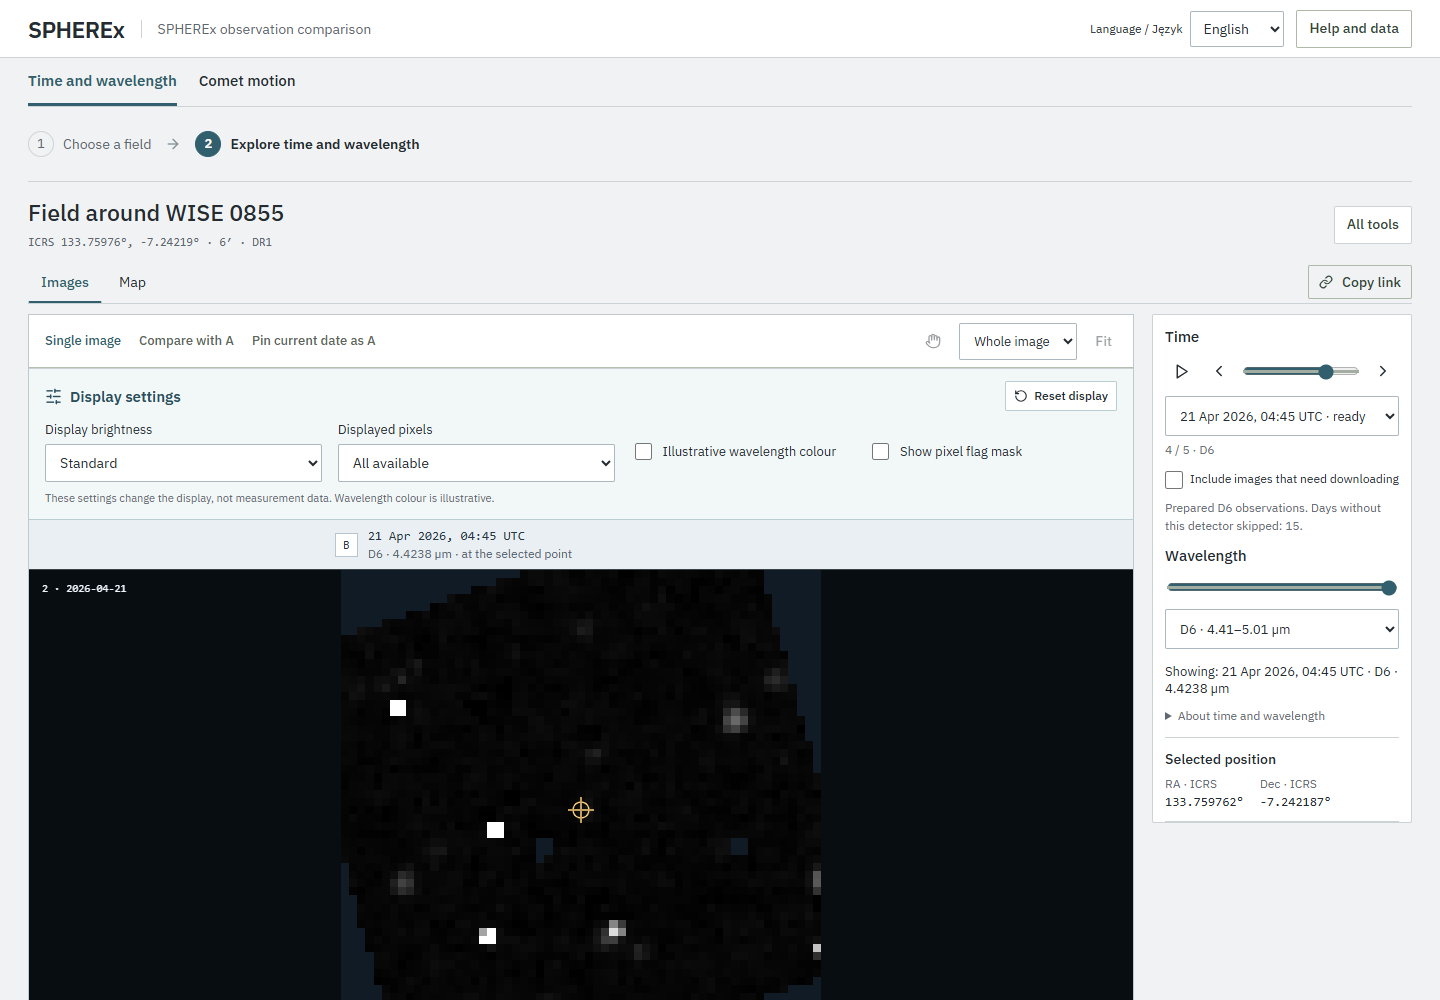 SPHEREx
SPHEREx observation comparison
Language / Język
English
Help and data
Time and wavelength
Comet motion
1
Choose a field
2
Explore time and wavelength
Field around WISE 0855
ICRS 133.75976°, -7.24219° · 6′ · DR1
All tools
Images
Map
Copy link
Single image
Compare with A
Pin current date as A
Whole image
Fit
Display settings
Reset display
Display brightness
Displayed pixels
Standard
All available
Illustrative wavelength colour
Show pixel flag mask
These settings change the display, not measurement data. Wavelength colour is illustrative.
B
21 Apr 2026, 04:45 UTC
D6 · 4.4238 µm · at the selected point
2 · 2026-04-21
Time
21 Apr 2026, 04:45 UTC · ready
4 / 5 · D6
Include images that need downloading
Prepared D6 observations. Days without
this detector skipped: 15.
Wavelength
D6 · 4.41–5.01 µm
Showing: 21 Apr 2026, 04:45 UTC · D6 ·
4.4238 µm
About time and wavelength
Selected position
RA · ICRS
Dec · ICRS
133.759762°
-7.242187°